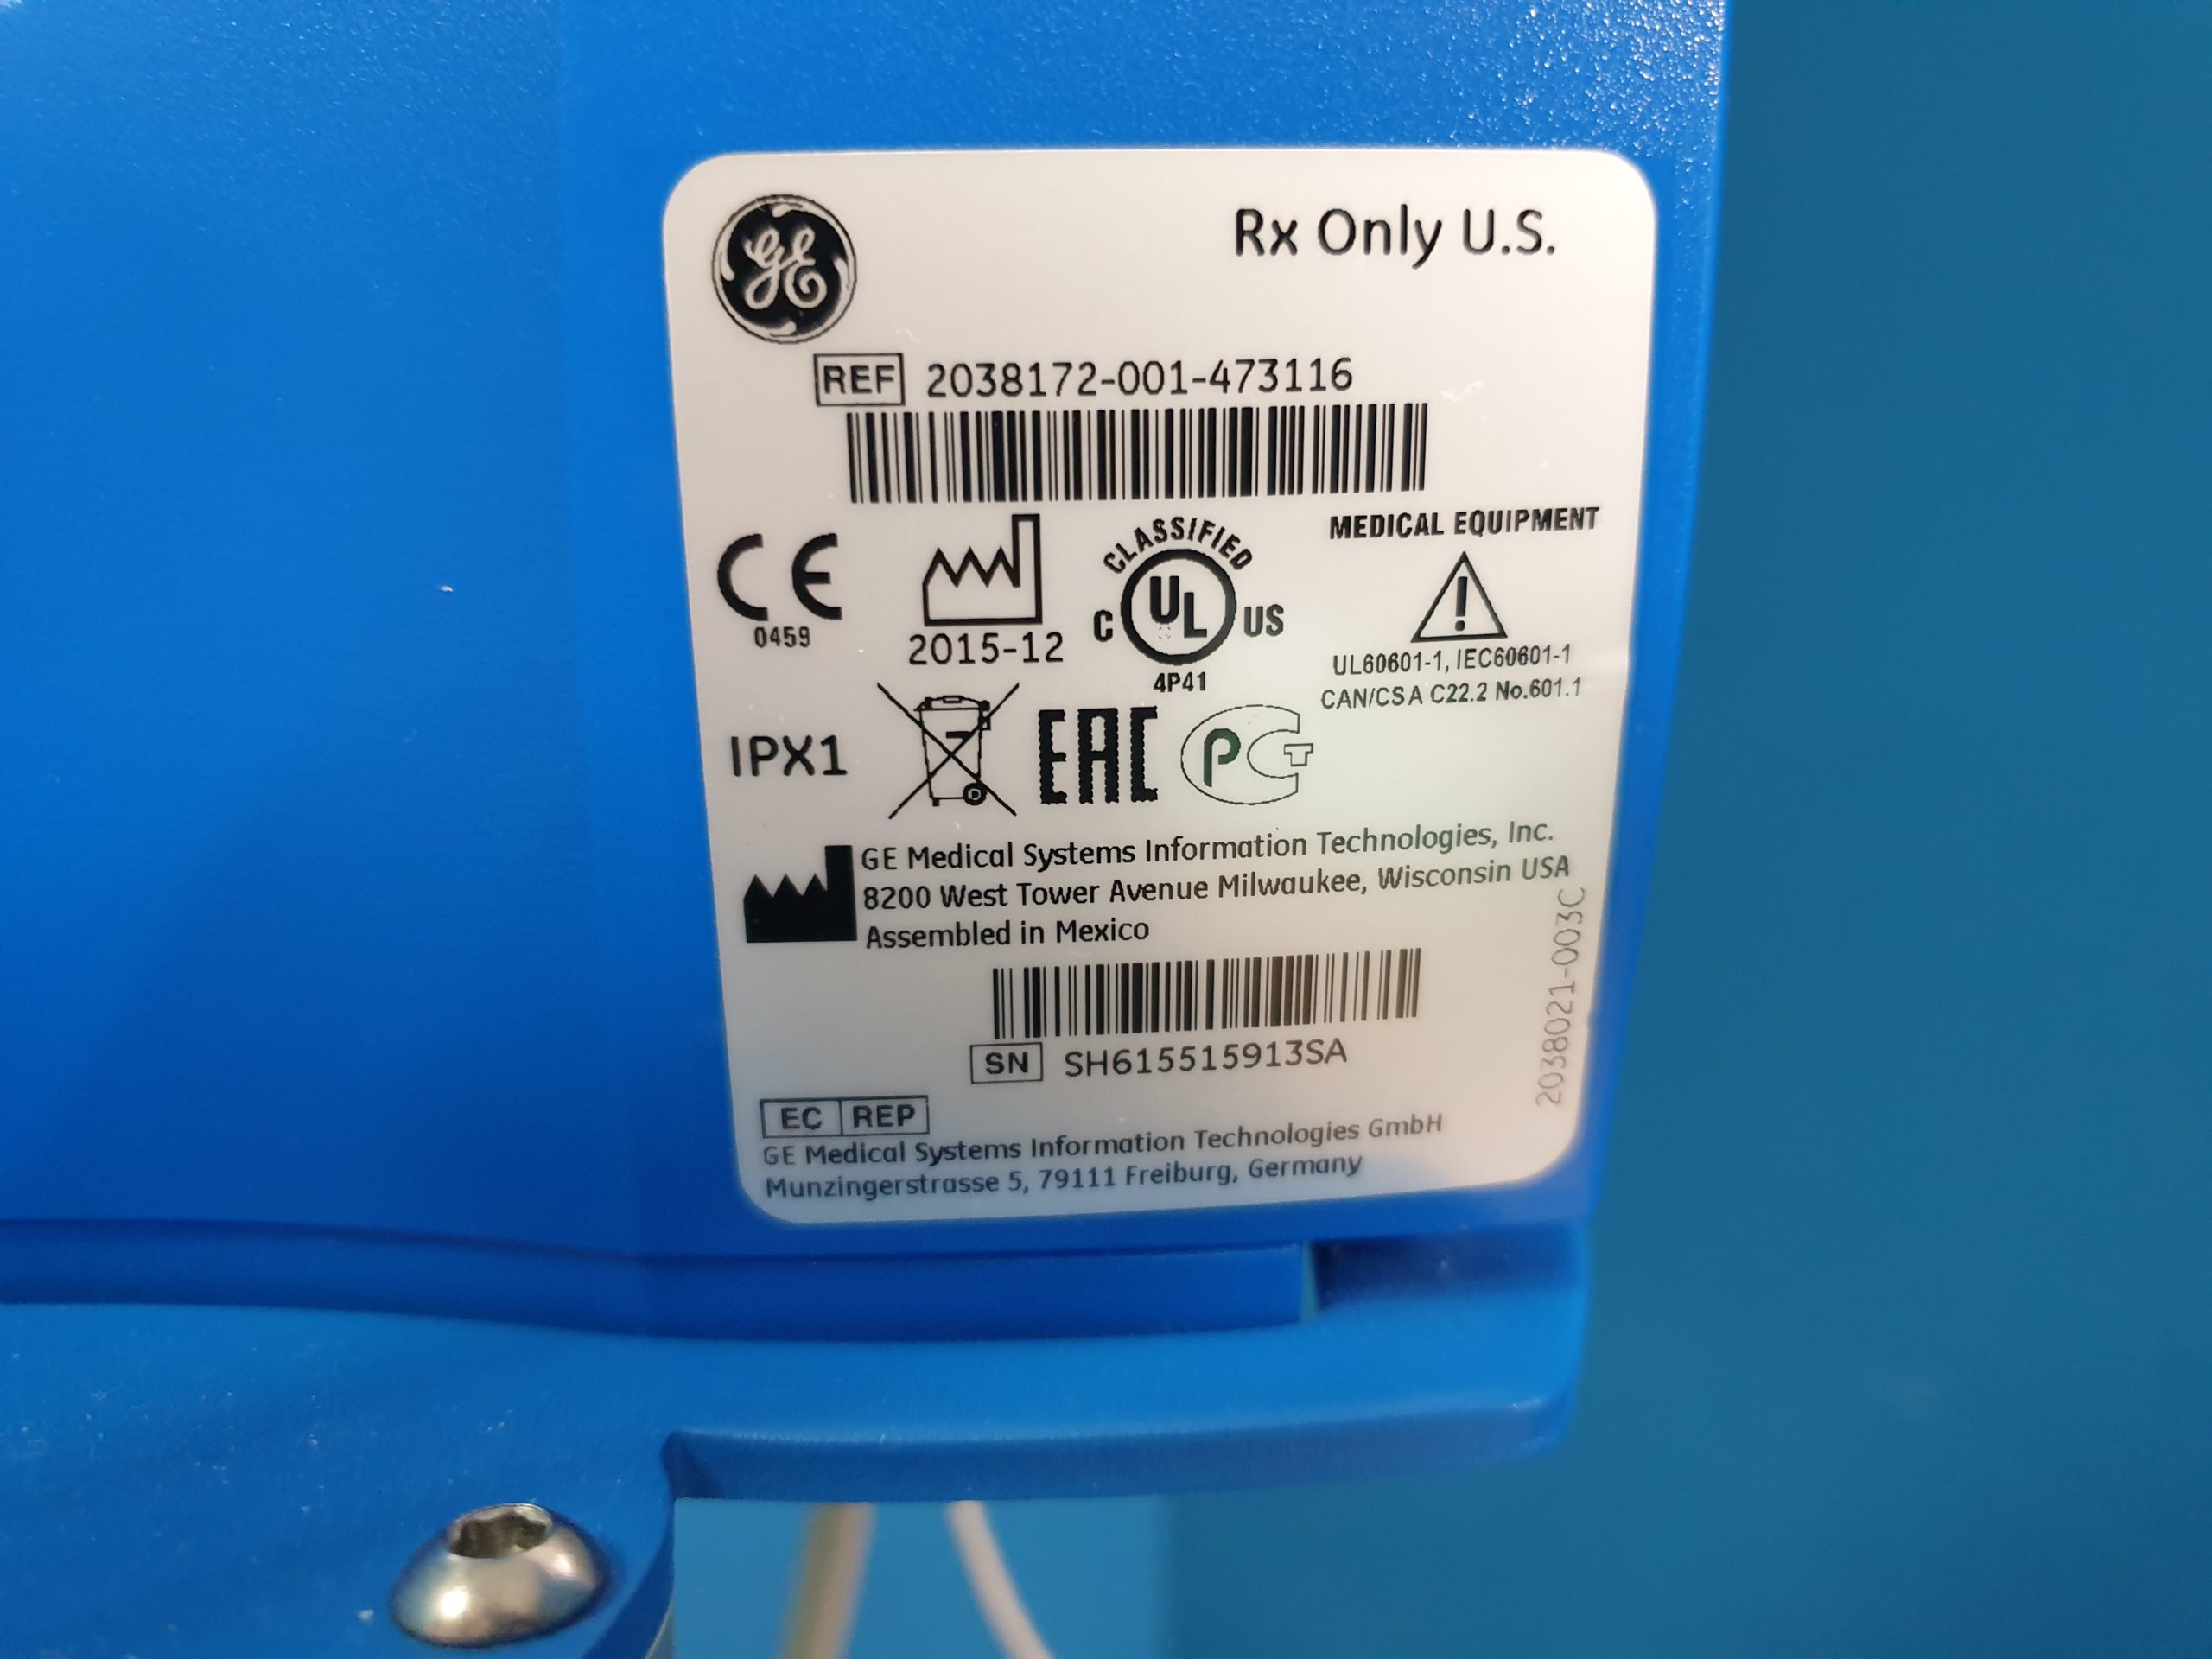 GE
Rx Only U.S.
REF 2038172-001-473116
CE
0459
2015-12
CLASSIFIED
C UL US
4P41
MEDICAL EQUIPMENT
UL60601-1, IEC60601-1
CAN/CSA C22.2 No.601.1
IPX1
EAC
PCT
GE Medical Systems Information Technologies, Inc.
8200 West Tower Avenue Milwaukee, Wisconsin USA
Assembled in Mexico
SN SH615515913SA
2038021-003C
EC REP
GE Medical Systems Information Technologies GmbH
Munzingerstrasse 5, 79111 Freiburg, Germany